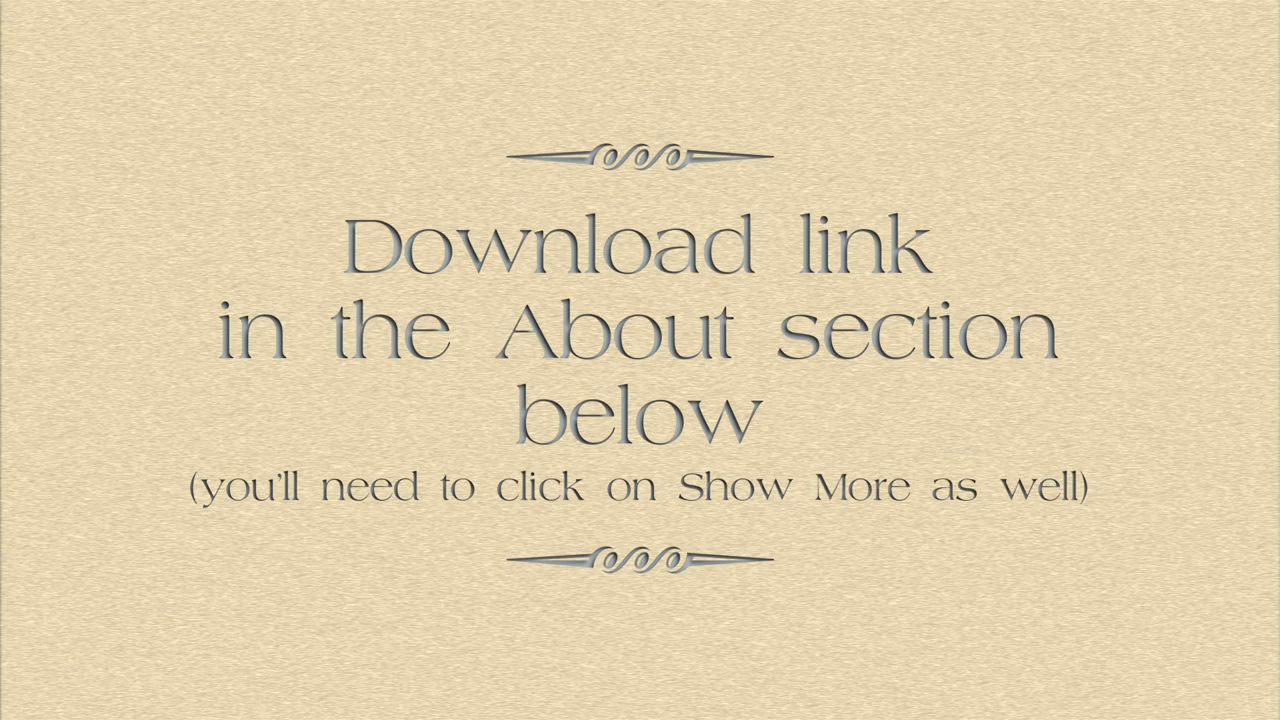 Download link
in the About section
below
(you'll need to click on Show More as well)